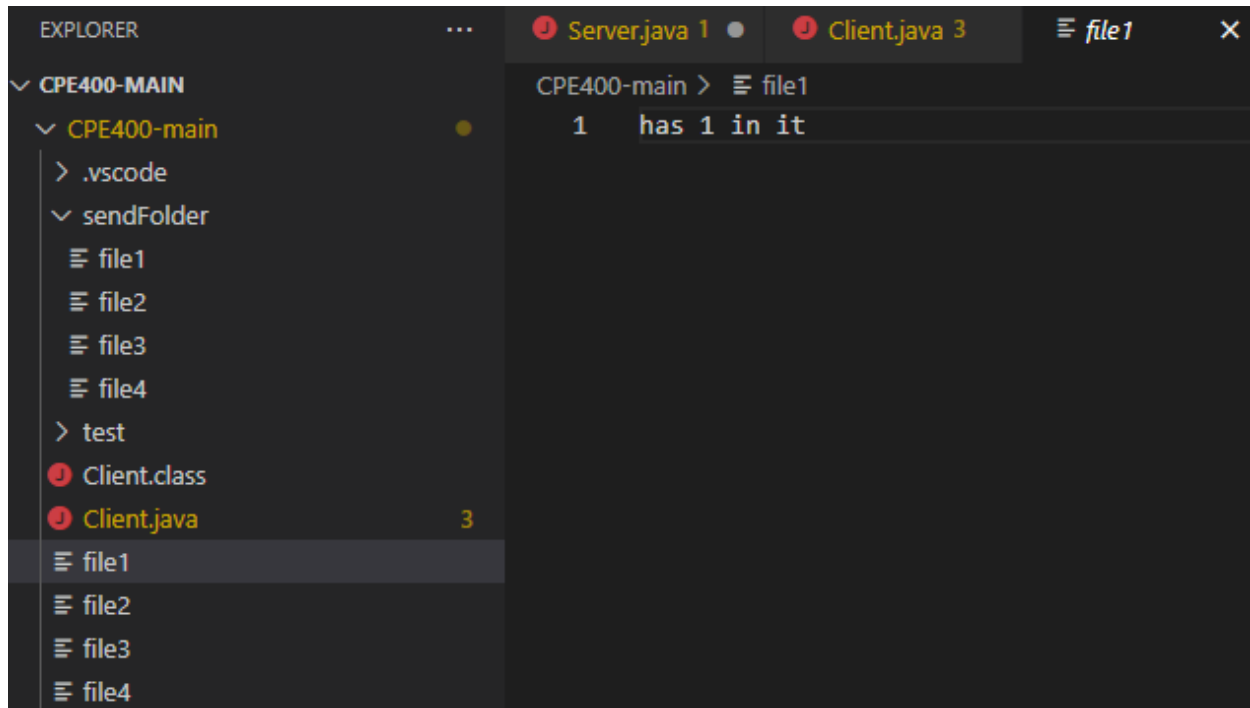 EXPLORER ...
CPE400-MAIN
CPE400-main
.vscode
sendFolder
file1
file2
file3
file4
test
Client.class
Client.java 3
file1
file2
file3
file4
Server.java 1
Client.java 3
file1
CPE400-main > file1
1 has 1 in it